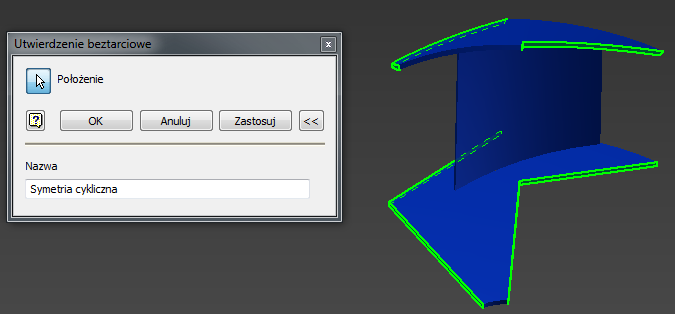 Utwierdzenie beztarciowe
x
Położenie
?
OK
Anuluj
Zastosuj
<<
Nazwa
Symetria cykliczna